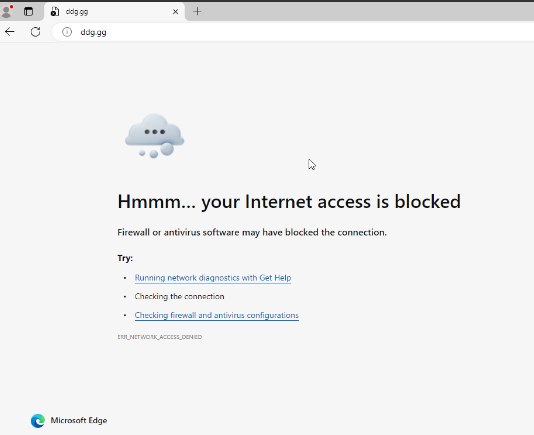 ddg.gg
ddg.gg
Hmmm... your Internet access is blocked
Firewall or antivirus software may have blocked the connection.
Try:
• Running network diagnostics with Get Help
• Checking the connection
• Checking firewall and antivirus configurations
ERR_NETWORK_ACCESS_DENIED
Microsoft Edge